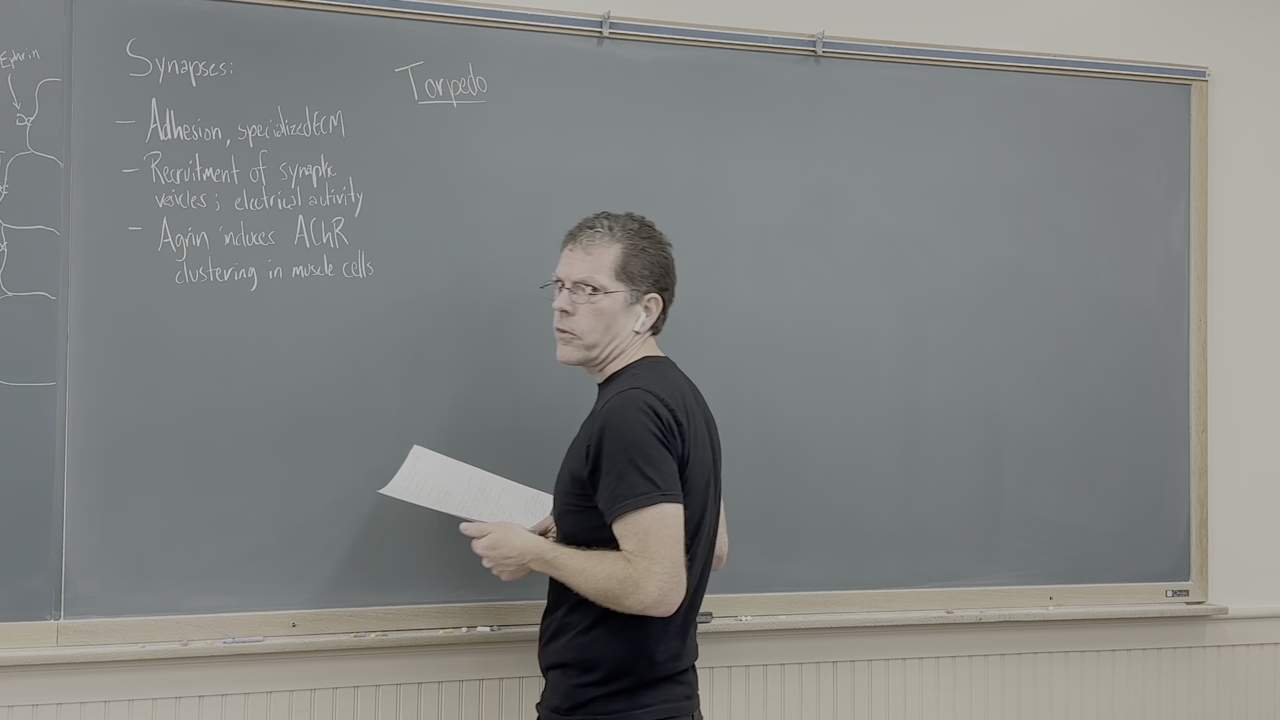 Ephrin
Synapses:
— Adhesion, specialized ECM
— Recruitment of synaptic
vesicles ; electrical activity
— Agrin induces AChR
clustering in muscle cells
Torpedo